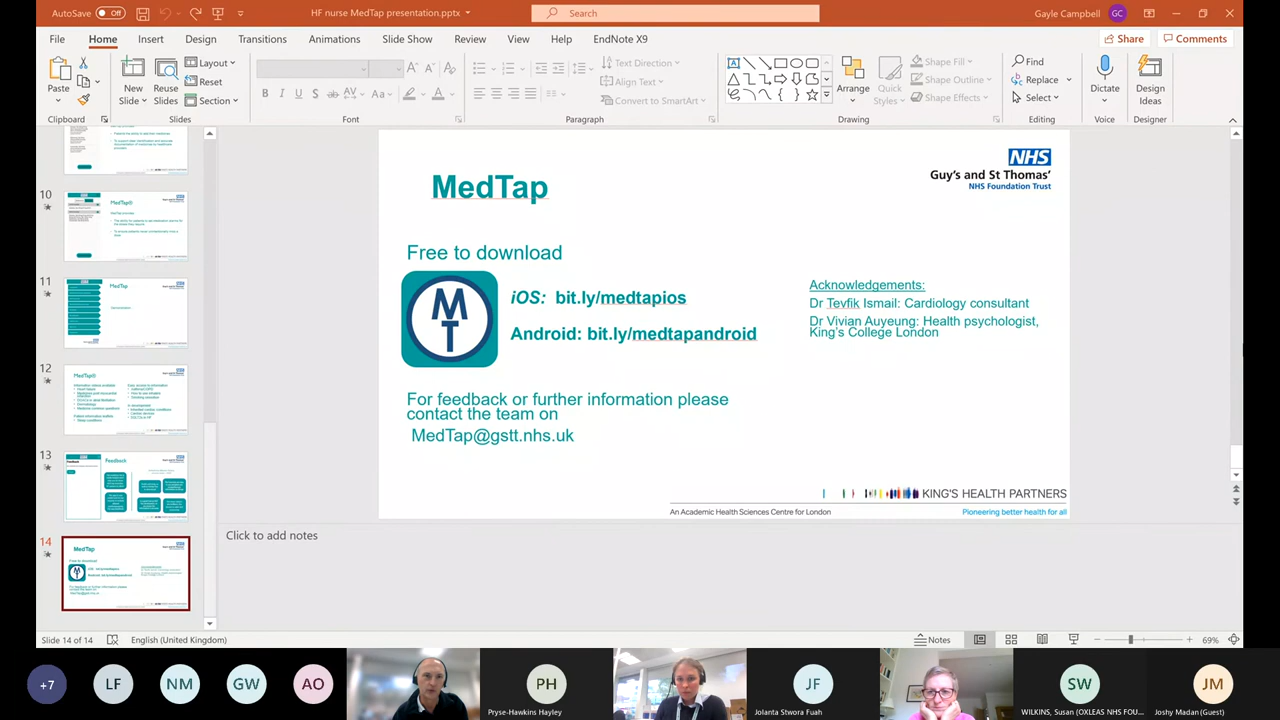 AutoSave Off
HF nurse MedTap presentation.pptx
Search
Gayle Campbell GC
File Home Insert Design Transitions Animations Slide Show Review View Help EndNote X9
Share Comments
Paste
New Slide
Reuse Slides
Layout
Reset
Section
Text Direction
Align Text
Convert to SmartArt
Arrange
Quick Styles
Shape Fill
Shape Outline
Shape Effects
Find
Replace
Select
Dictate
Design Ideas
Clipboard Slides Font Paragraph Drawing Editing Voice Designer
10
11
12
13
14
MedTap
NHS
Guy's and St Thomas'
NHS Foundation Trust
Free to download
MT
iOS: bit.ly/medtapios
Android: bit.ly/medtapandroid
Acknowledgements:
Dr Tevfik Ismail: Cardiology consultant
Dr Vivian Auyeung: Health psychologist,
King's College London
For feedback or further information please
contact the team on
MedTap@gstt.nhs.uk
KING'S HEALTH PARTNERS
An Academic Health Sciences Centre for London
Pioneering better health for all
Click to add notes
Slide 14 of 14 English (United Kingdom)
Notes
69%
+7 LF NM GW AO PH JF SW JM
Pryse-Hawkins Hayley
Jolanta Stwora Fuah
WILKINS, Susan (OXLEAS NHS FOU...
Joshy Madan (Guest)